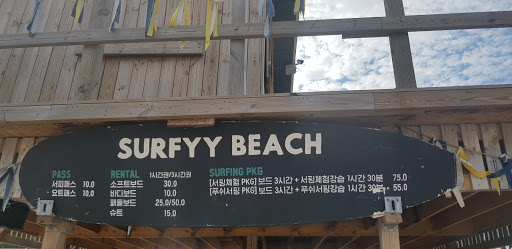 SURFYY BEACH
PASS
서피패스 10.0
요트패스 10.0
RENTAL 1시간권/3시간권
소프트보드 30.0
바디보드 10.0
패들보드 25.0/50.0
슈트 15.0
SURFING PKG
[서핑체험 PKG] 보드 3시간 + 서핑체험강습 1시간 30분 75.0
[푸쉬서핑 PKG] 보드 3시간 + 푸쉬서핑강습 1시간 30분 55.0